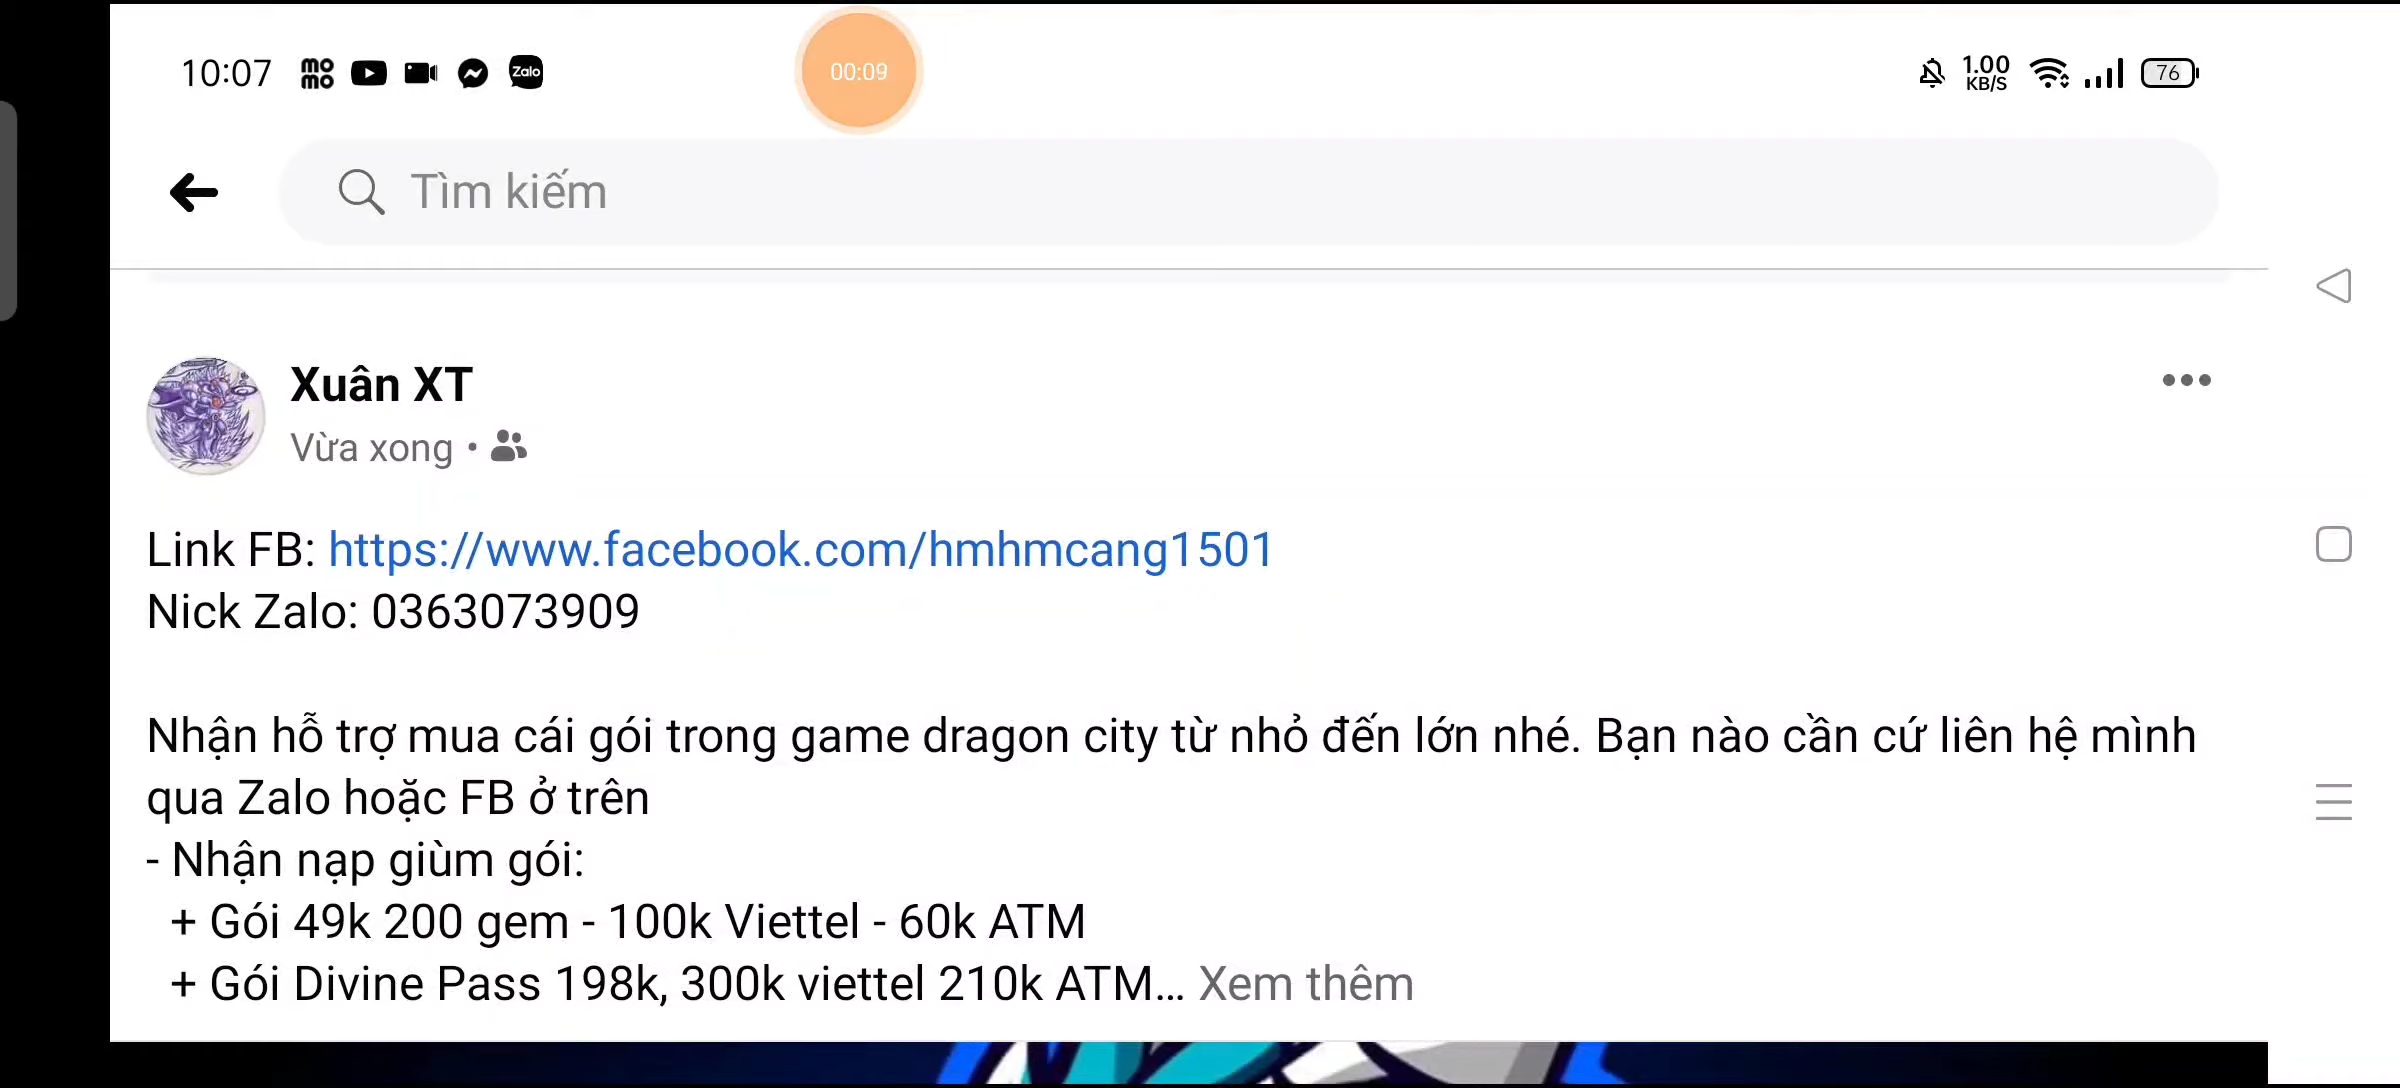 10:07
mo
mo
Zalo
00:09
1.00
KB/S
76
Tìm kiếm
Xuân XT
Vừa xong •
Link FB: https://www.facebook.com/hmhmcang1501
Nick Zalo: 0363073909
Nhận hỗ trợ mua cái gói trong game dragon city từ nhỏ đến lớn nhé. Bạn nào cần cứ liên hệ mình
qua Zalo hoặc FB ở trên
- Nhận nạp giùm gói:
+ Gói 49k 200 gem - 100k Viettel - 60k ATM
+ Gói Divine Pass 198k, 300k viettel 210k ATM... Xem thêm